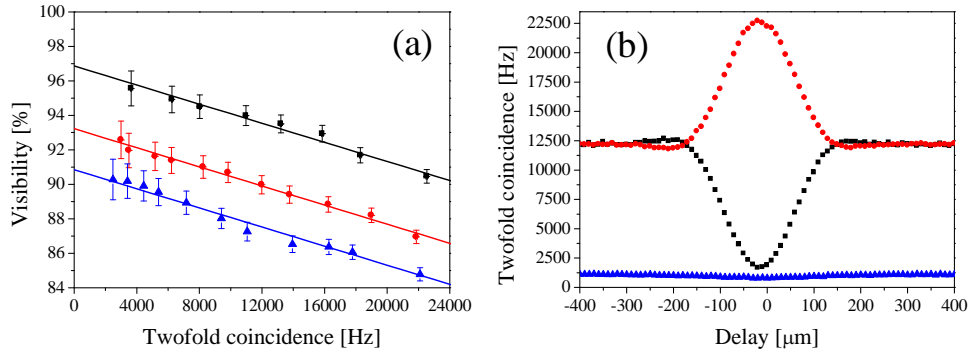 (a)
Visibility [%]
100
98
96
94
92
90
88
86
84
0 4000 8000 12000 16000 20000 24000
Twofold coincidence [Hz]
(b)
Twofold coincidence [Hz]
22500
20000
17500
15000
12500
10000
7500
5000
2500
0
-400 -300 -200 -100 0 100 200 300 400
Delay [μm]